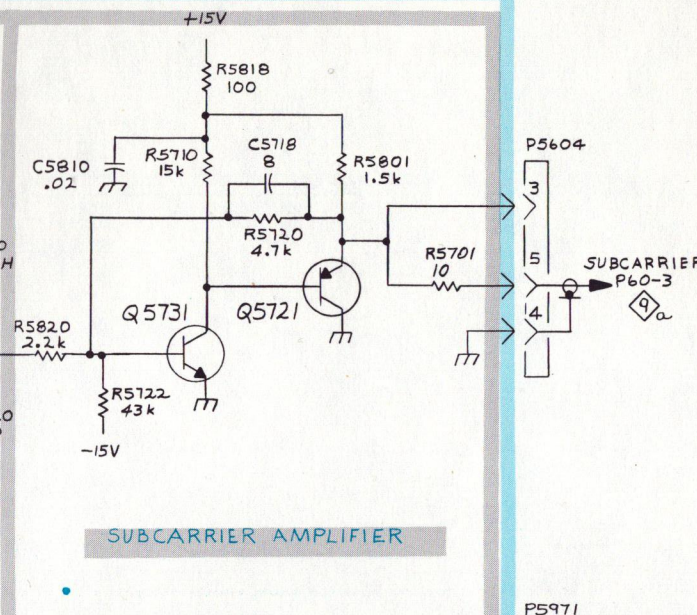 +15V
R5818
100
C5718
8
P5604
C5810
.02
R5710
15k
R5801
1.5k
3
R5720
4.7k
R5701
10
5
SUBCARRIER
P60-3
9
a
H
Q5731
Q5721
4
R5820
2.2k
R5722
43k
-15V
SUBCARRIER AMPLIFIER
P5971